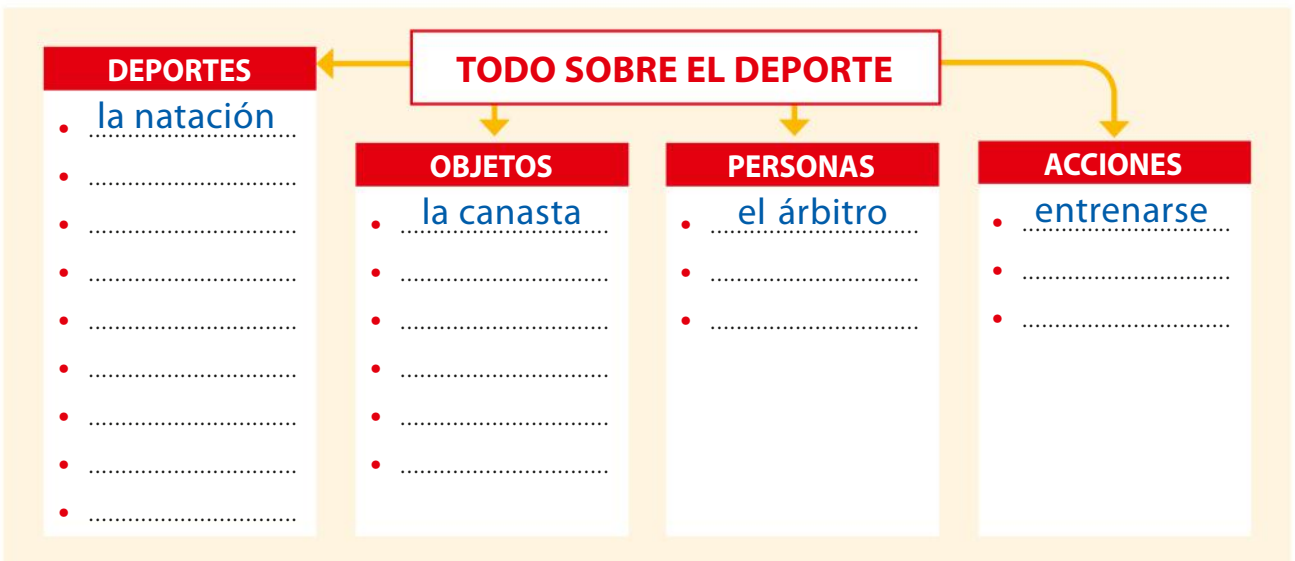 TODO SOBRE EL DEPORTE
DEPORTES
• la natación
•
•
•
•
•
•
•
•
OBJETOS
• la canasta
•
•
•
•
•
PERSONAS
• el árbitro
•
•
ACCIONES
• entrenarse
•
•